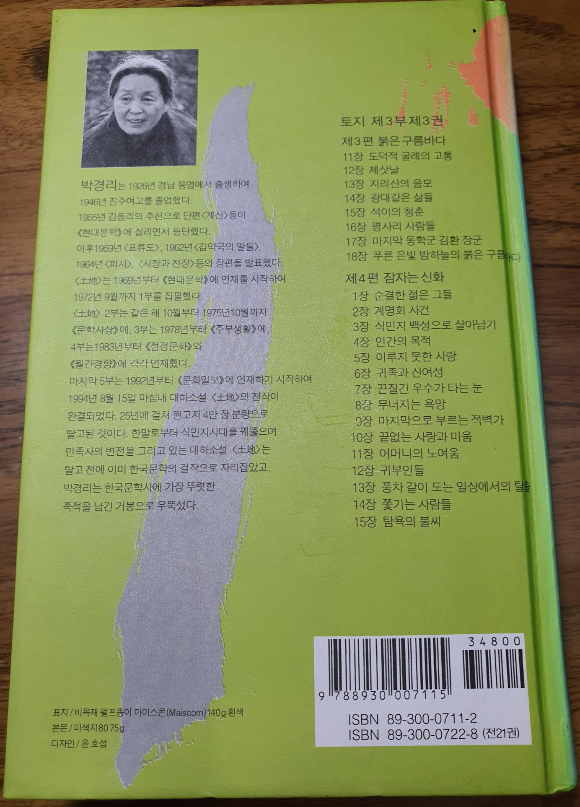 박경리는 1926년 경남 통영에서 출생하여
1946년 진주여고를 졸업했다.
1955년 김동리의 추천으로 단편 〈계산〉 등이
《현대문학》에 실리면서 등단했다.
이후 1959년 〈표류도〉, 1962년 〈김약국의 딸들〉,
1964년 〈파시〉, 〈시장과 전장〉 등의 장편을 발표했다.
〈土地〉는 1969년부터 《현대문학》에 연재를 시작하여
1972년 9월까지 1부를 집필했다.
〈土地〉 2부는 같은 해 10월부터 1975년 10월까지
《문학사상》에, 3부는 1978년부터 《주부생활》에,
4부는 1983년부터 《정경문화》와
《월간경향》에 각각 연재했다.
마지막 5부는 1992년부터 《문화일보》에 연재하기 시작하여
1994년 8월 15일 마침내 대하소설 〈土地〉의 전작이
완결되었다. 25년에 걸쳐 원고지 4만 장 분량으로
탈고된 것이다. 한말로부터 식민지시대를 꿰뚫으며
민족사의 변전을 그리고 있는 대하소설 〈土地〉는
탈고 전에 이미 한국문학의 걸작으로 자리잡았고,
박경리는 한국문학사에 가장 뚜렷한
족적을 남긴 거봉으로 우뚝섰다.
표지 / 비목재 펄프종이 마이스콘(Maiscorn) 140g 흰색
본문 / 미색지 80 75g
디자인 / 윤·호섭
토지 제3부 제3권
제3편 붉은 구름바다
11장 도덕적 굴레의 고통
12장 제삿날
13장 지리산의 음모
14장 광대같은 삶들
15장 석이의 청춘
16장 평사리 사람들
17장 마지막 동학군 김환 장군
18장 푸른 은빛 밤하늘의 붉은 구름바다
제4편 잠자는 신화
1장 순결한 젊은 그들
2장 계명회 사건
3장 식민지 백성으로 살아남기
4장 인간의 목적
5장 이루지 못한 사랑
6장 귀족과 신여성
7장 끈질긴 우수가 타는 눈
8장 무너지는 욕망
9장 마지막으로 부르는 적벽가
10장 끝없는 사랑과 미움
11장 어머니의 노여움
12장 귀부인들
13장 풍차 같이 도는 일상에서의 탈출
14장 쫓기는 사람들
15장 탐욕의 불씨
34800
9 788930 007115
ISBN 89-300-0711-2
ISBN 89-300-0722-8 (전21권)